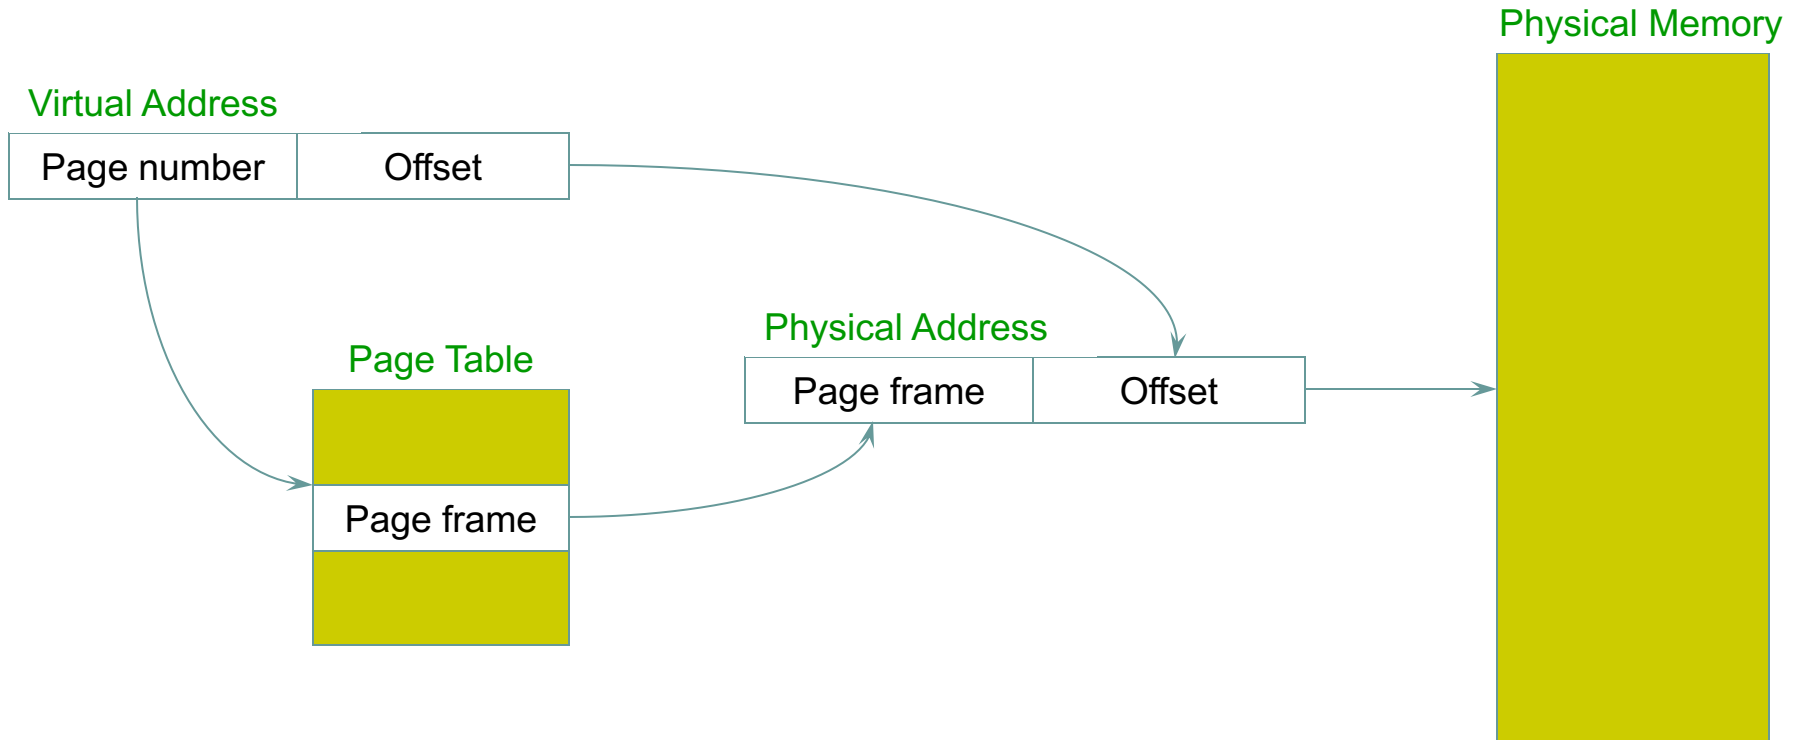 Physical Memory
Virtual Address
Page number
Offset
Physical Address
Page Table
Page frame
Offset
Page frame